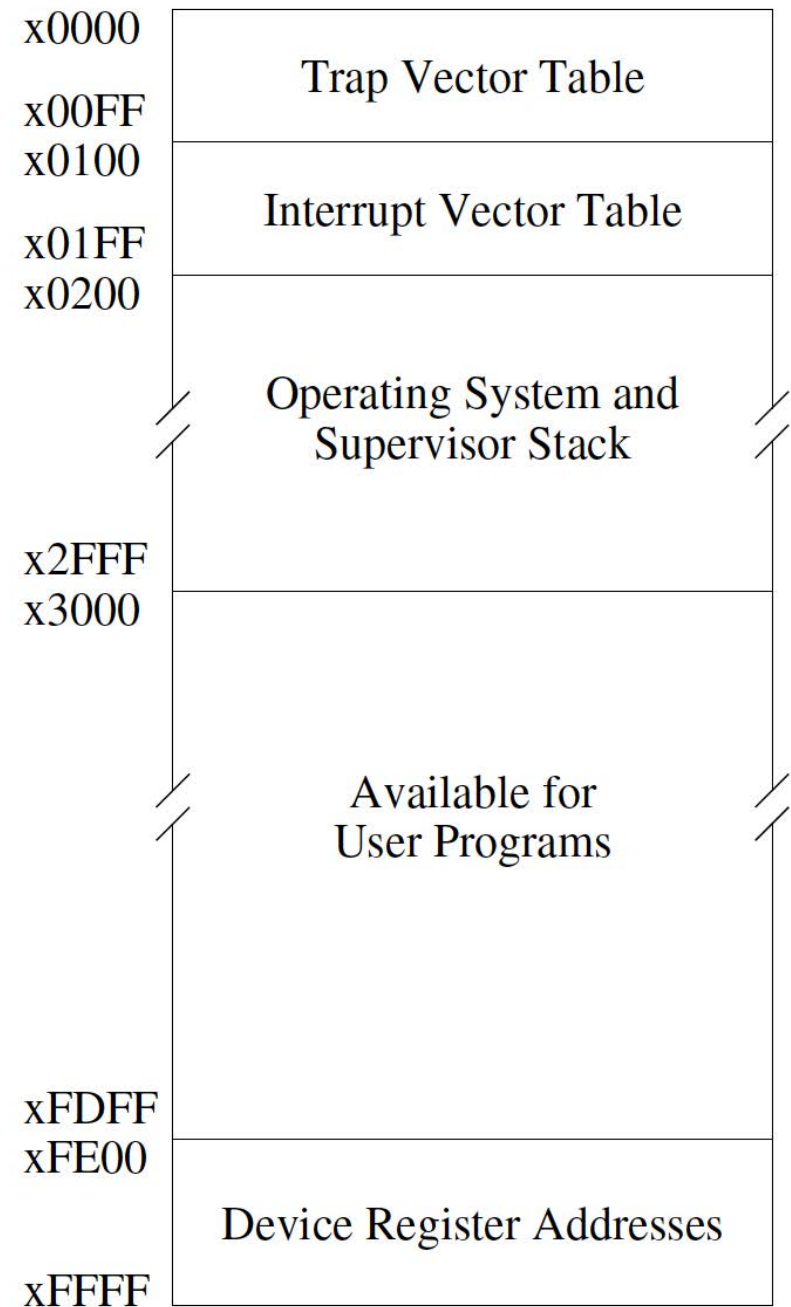 x0000
Trap Vector Table
x00FF
x0100
Interrupt Vector Table
x01FF
x0200
Operating System and
Supervisor Stack
x2FFF
x3000
Available for
User Programs
xFDFF
xFE00
Device Register Addresses
xFFFF